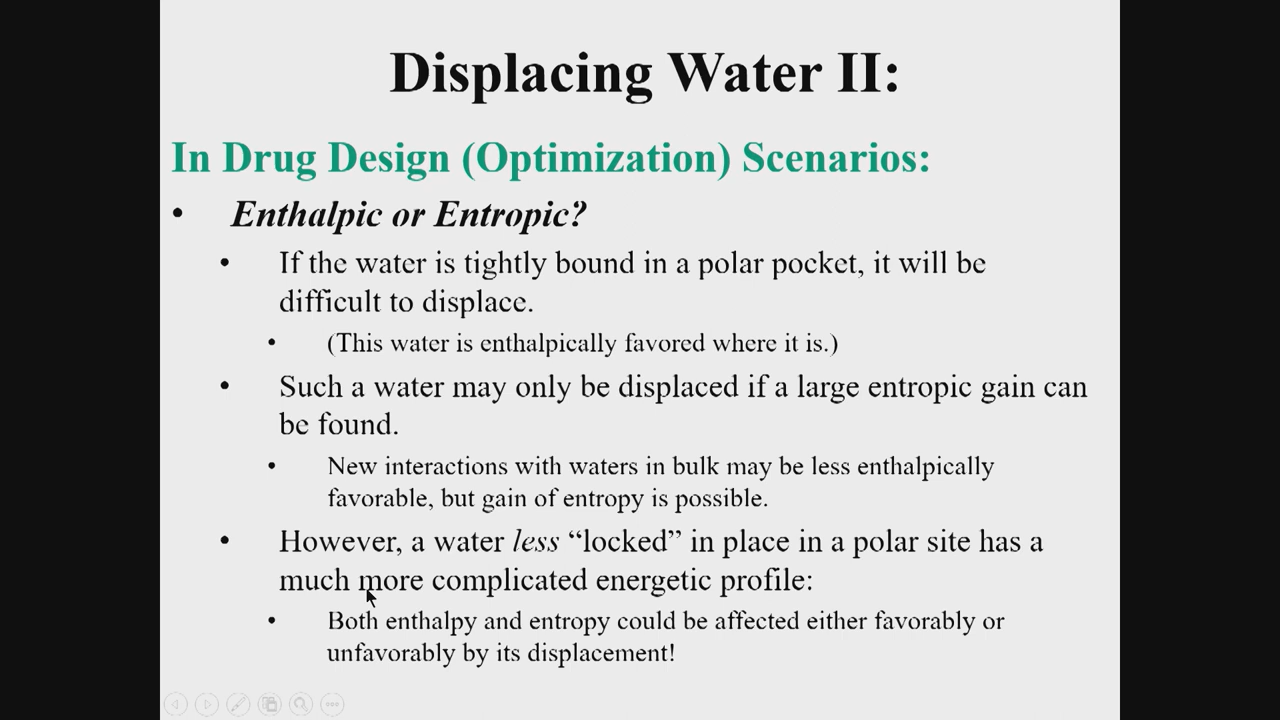 Displacing Water II:
In Drug Design (Optimization) Scenarios:
• Enthalpic or Entropic?
• If the water is tightly bound in a polar pocket, it will be
difficult to displace.
• (This water is enthalpically favored where it is.)
• Such a water may only be displaced if a large entropic gain can
be found.
• New interactions with waters in bulk may be less enthalpically
favorable, but gain of entropy is possible.
• However, a water less “locked” in place in a polar site has a
much more complicated energetic profile:
• Both enthalpy and entropy could be affected either favorably or
unfavorably by its displacement!